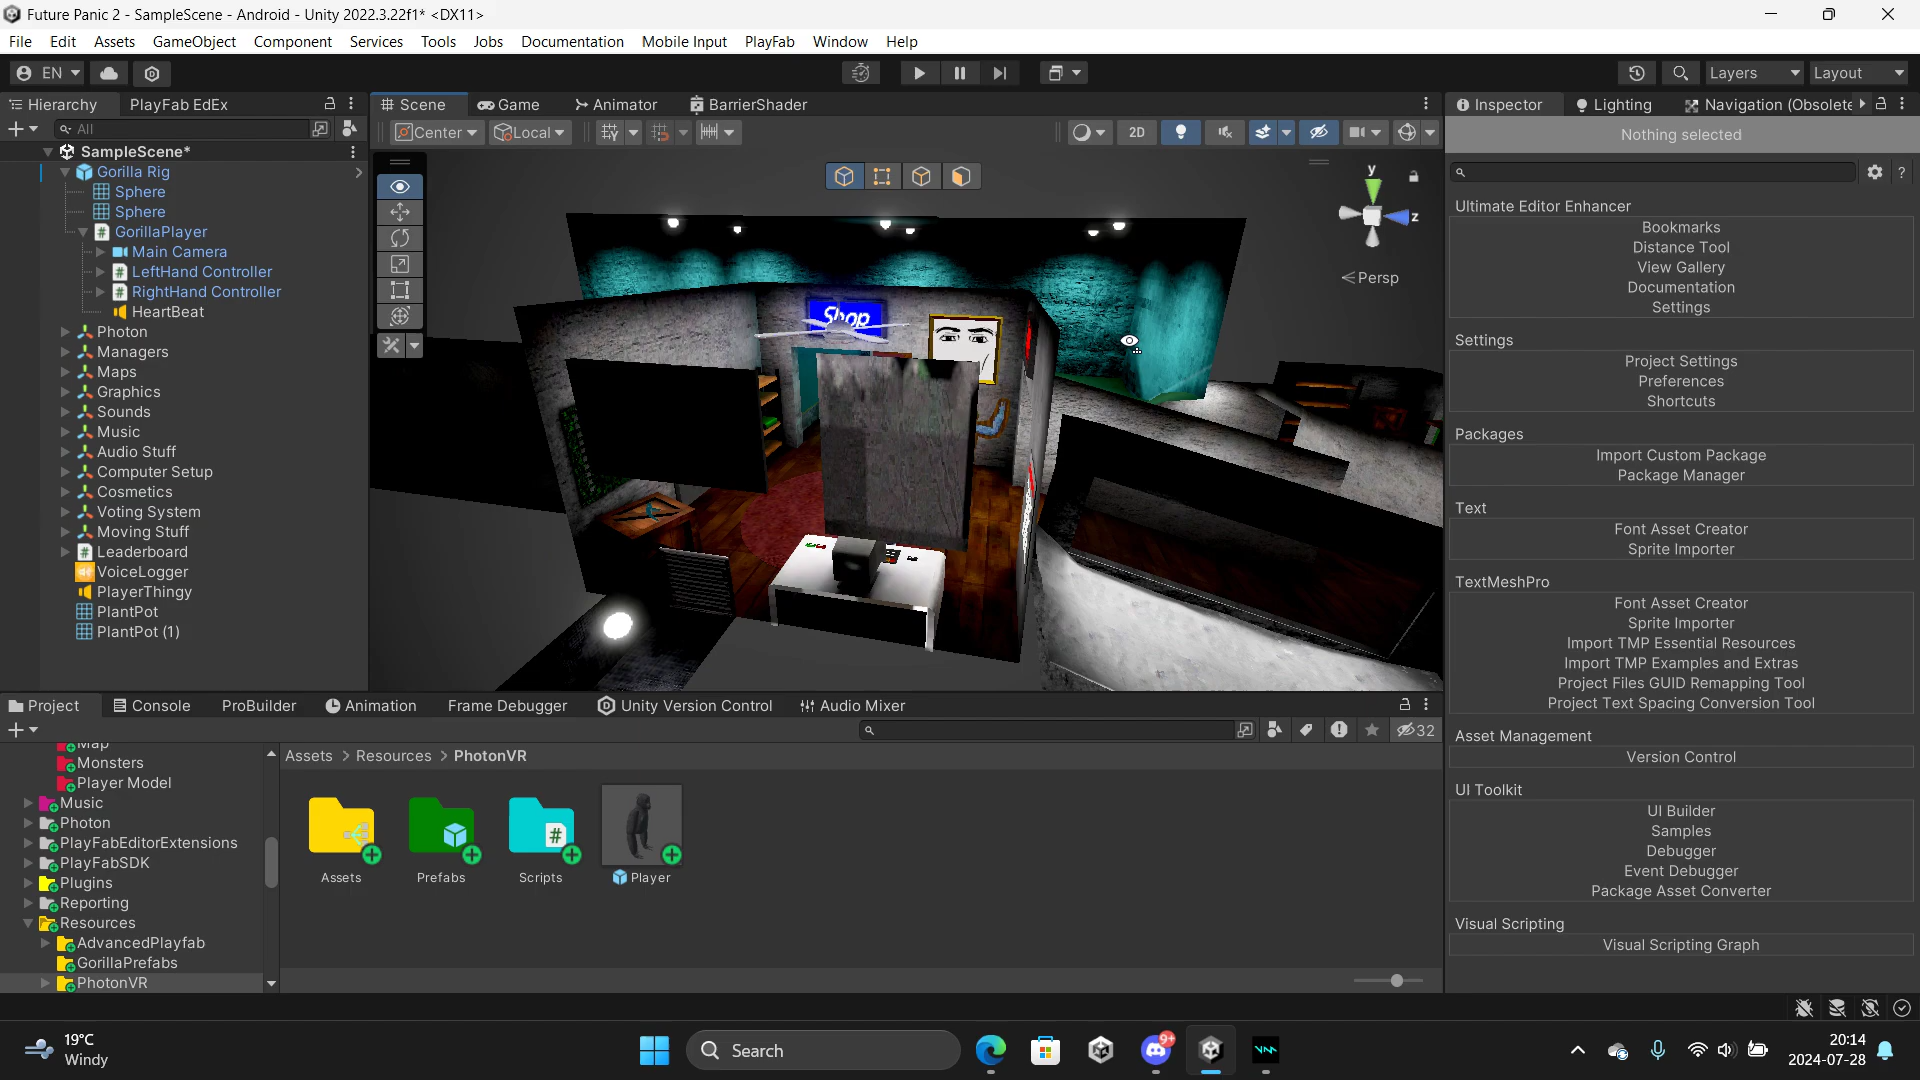 Future Panic 2 - SampleScene - Android - Unity 2022.3.22f1* <DX11>
File Edit Assets GameObject Component Services Tools Jobs Documentation Mobile Input PlayFab Window Help
EN Layers Layout
Hierarchy PlayFab EdEx
All
SampleScene*
Gorilla Rig
Sphere
Sphere
GorillaPlayer
Main Camera
LeftHand Controller
RightHand Controller
HeartBeat
Photon
Managers
Maps
Graphics
Sounds
Music
Audio Stuff
Computer Setup
Cosmetics
Voting System
Moving Stuff
Leaderboard
VoiceLogger
PlayerThingy
PlantPot
PlantPot (1)
Scene Game Animator BarrierShader
Center Local 2D
y
z
Persp
Shop
Inspector Lighting Navigation (Obsolete
Nothing selected
Ultimate Editor Enhancer
Bookmarks
Distance Tool
View Gallery
Documentation
Settings
Settings
Project Settings
Preferences
Shortcuts
Packages
Import Custom Package
Package Manager
Text
Font Asset Creator
Sprite Importer
TextMeshPro
Font Asset Creator
Sprite Importer
Import TMP Essential Resources
Import TMP Examples and Extras
Project Files GUID Remapping Tool
Project Text Spacing Conversion Tool
Asset Management
Version Control
UI Toolkit
UI Builder
Samples
Debugger
Event Debugger
Package Asset Converter
Visual Scripting
Visual Scripting Graph
Project Console ProBuilder Animation Frame Debugger Unity Version Control Audio Mixer
32
Map
Monsters
Player Model
Music
Photon
PlayFabEditorExtensions
PlayFabSDK
Plugins
Reporting
Resources
AdvancedPlayfab
GorillaPrefabs
PhotonVR
Assets > Resources > PhotonVR
Assets Prefabs Scripts Player
19°C
Windy
Search
9+
20:14
2024-07-28